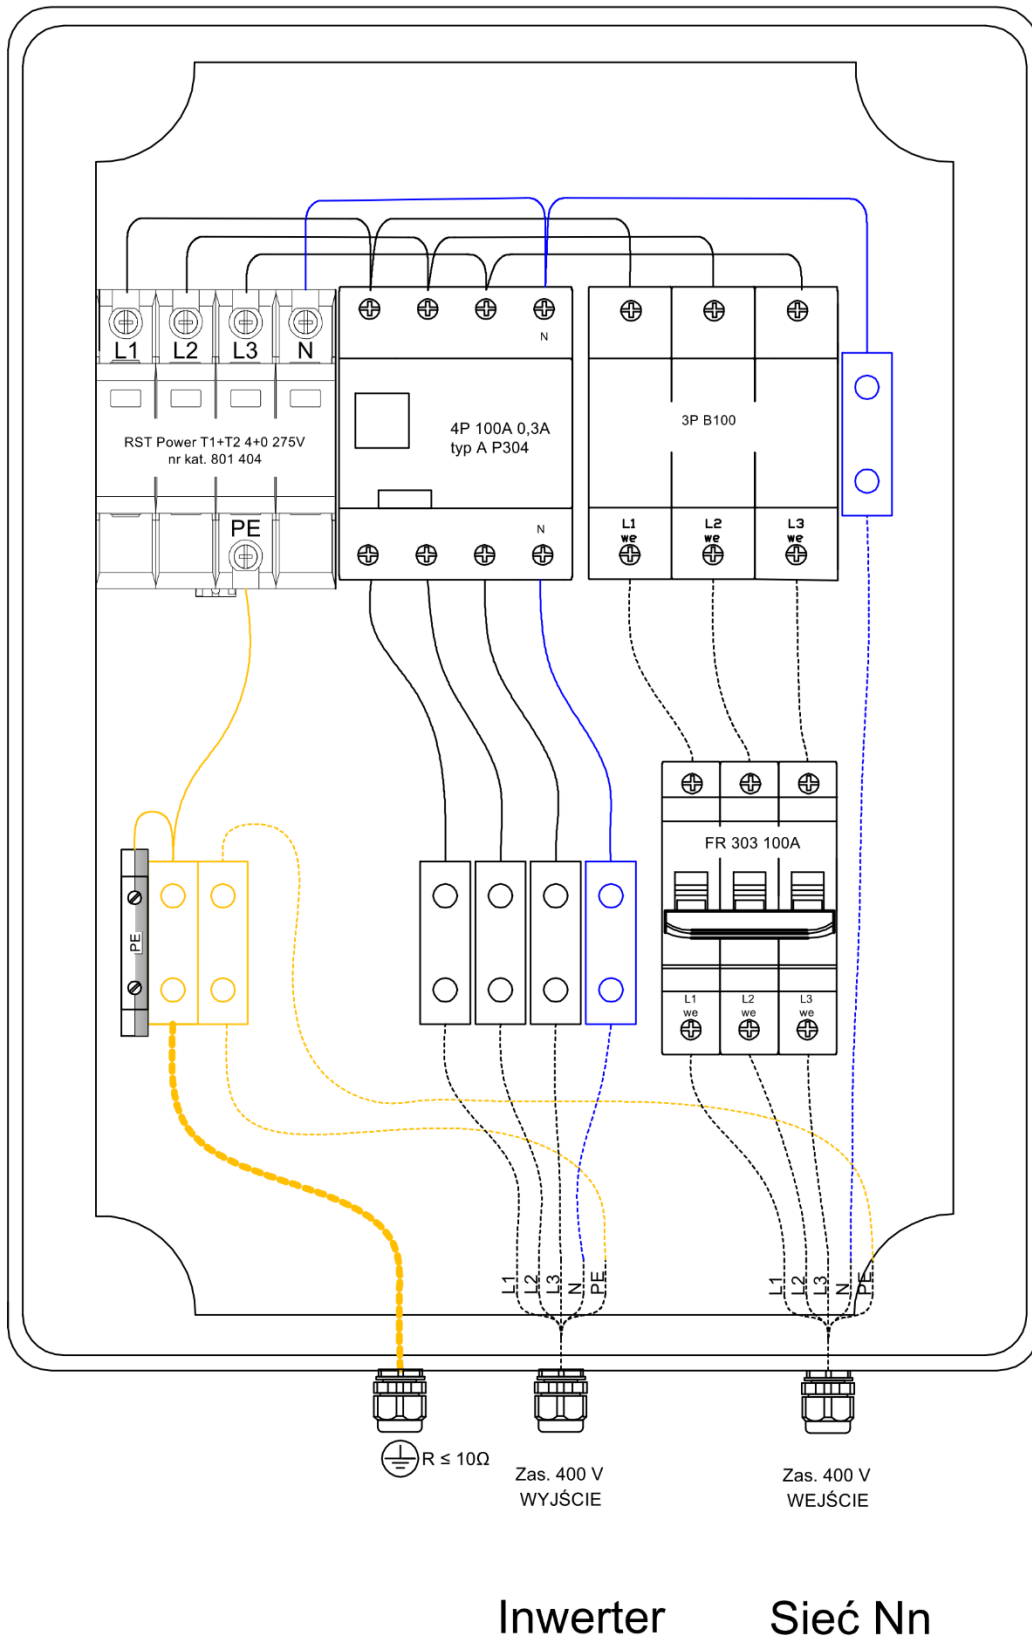 L1 L2 L3 N
RST Power T1+T2 4+0 275V
nr kat. 801 404
PE
N
4P 100A 0,3A
typ A P304
N
3P B100
L1 L2 L3
we we we
FR 303 100A
L1 L2 L3
we we we
PE
L1 L2 L3 N PE
L1 L2 L3 N PE
R ≤ 10Ω
Zas. 400 V
WYJŚCIE
Zas. 400 V
WEJŚCIE
Inwerter
Sieć Nn